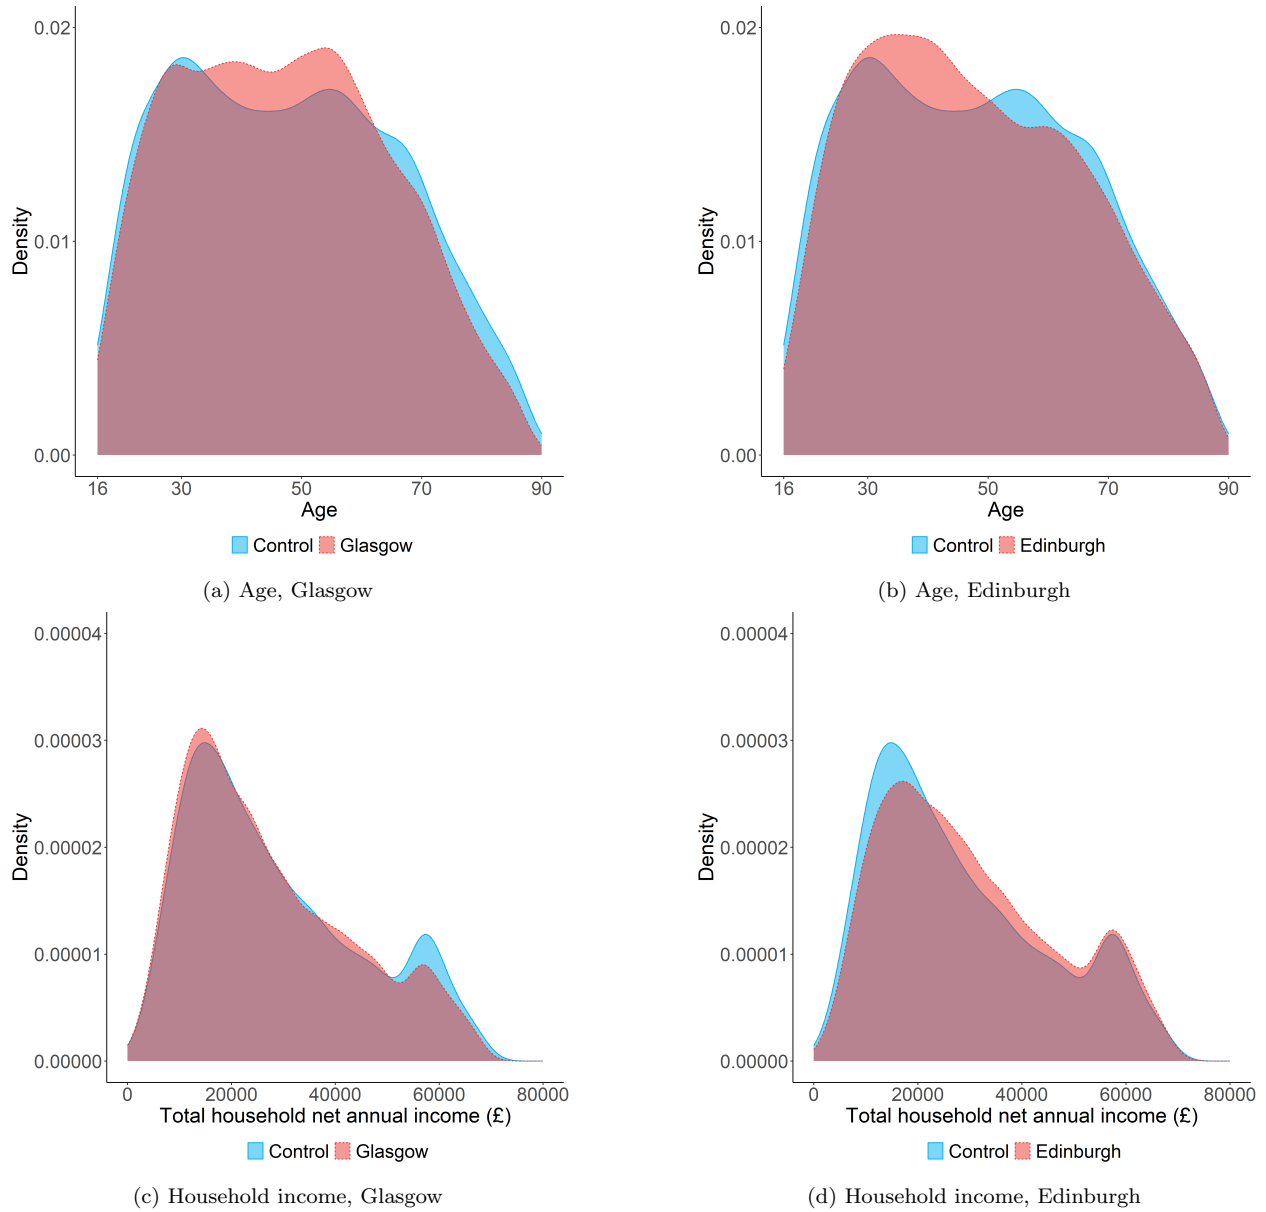 0.02
0.01
0.00
Density
16 30 50 70 90
Age
Control Glasgow
(a) Age, Glasgow
0.02
0.01
0.00
Density
16 30 50 70 90
Age
Control Edinburgh
(b) Age, Edinburgh
0.00004
0.00003
0.00002
0.00001
0.00000
Density
0 20000 40000 60000 80000
Total household net annual income (£)
Control Glasgow
(c) Household income, Glasgow
0.00004
0.00003
0.00002
0.00001
0.00000
Density
0 20000 40000 60000 80000
Total household net annual income (£)
Control Edinburgh
(d) Household income, Edinburgh